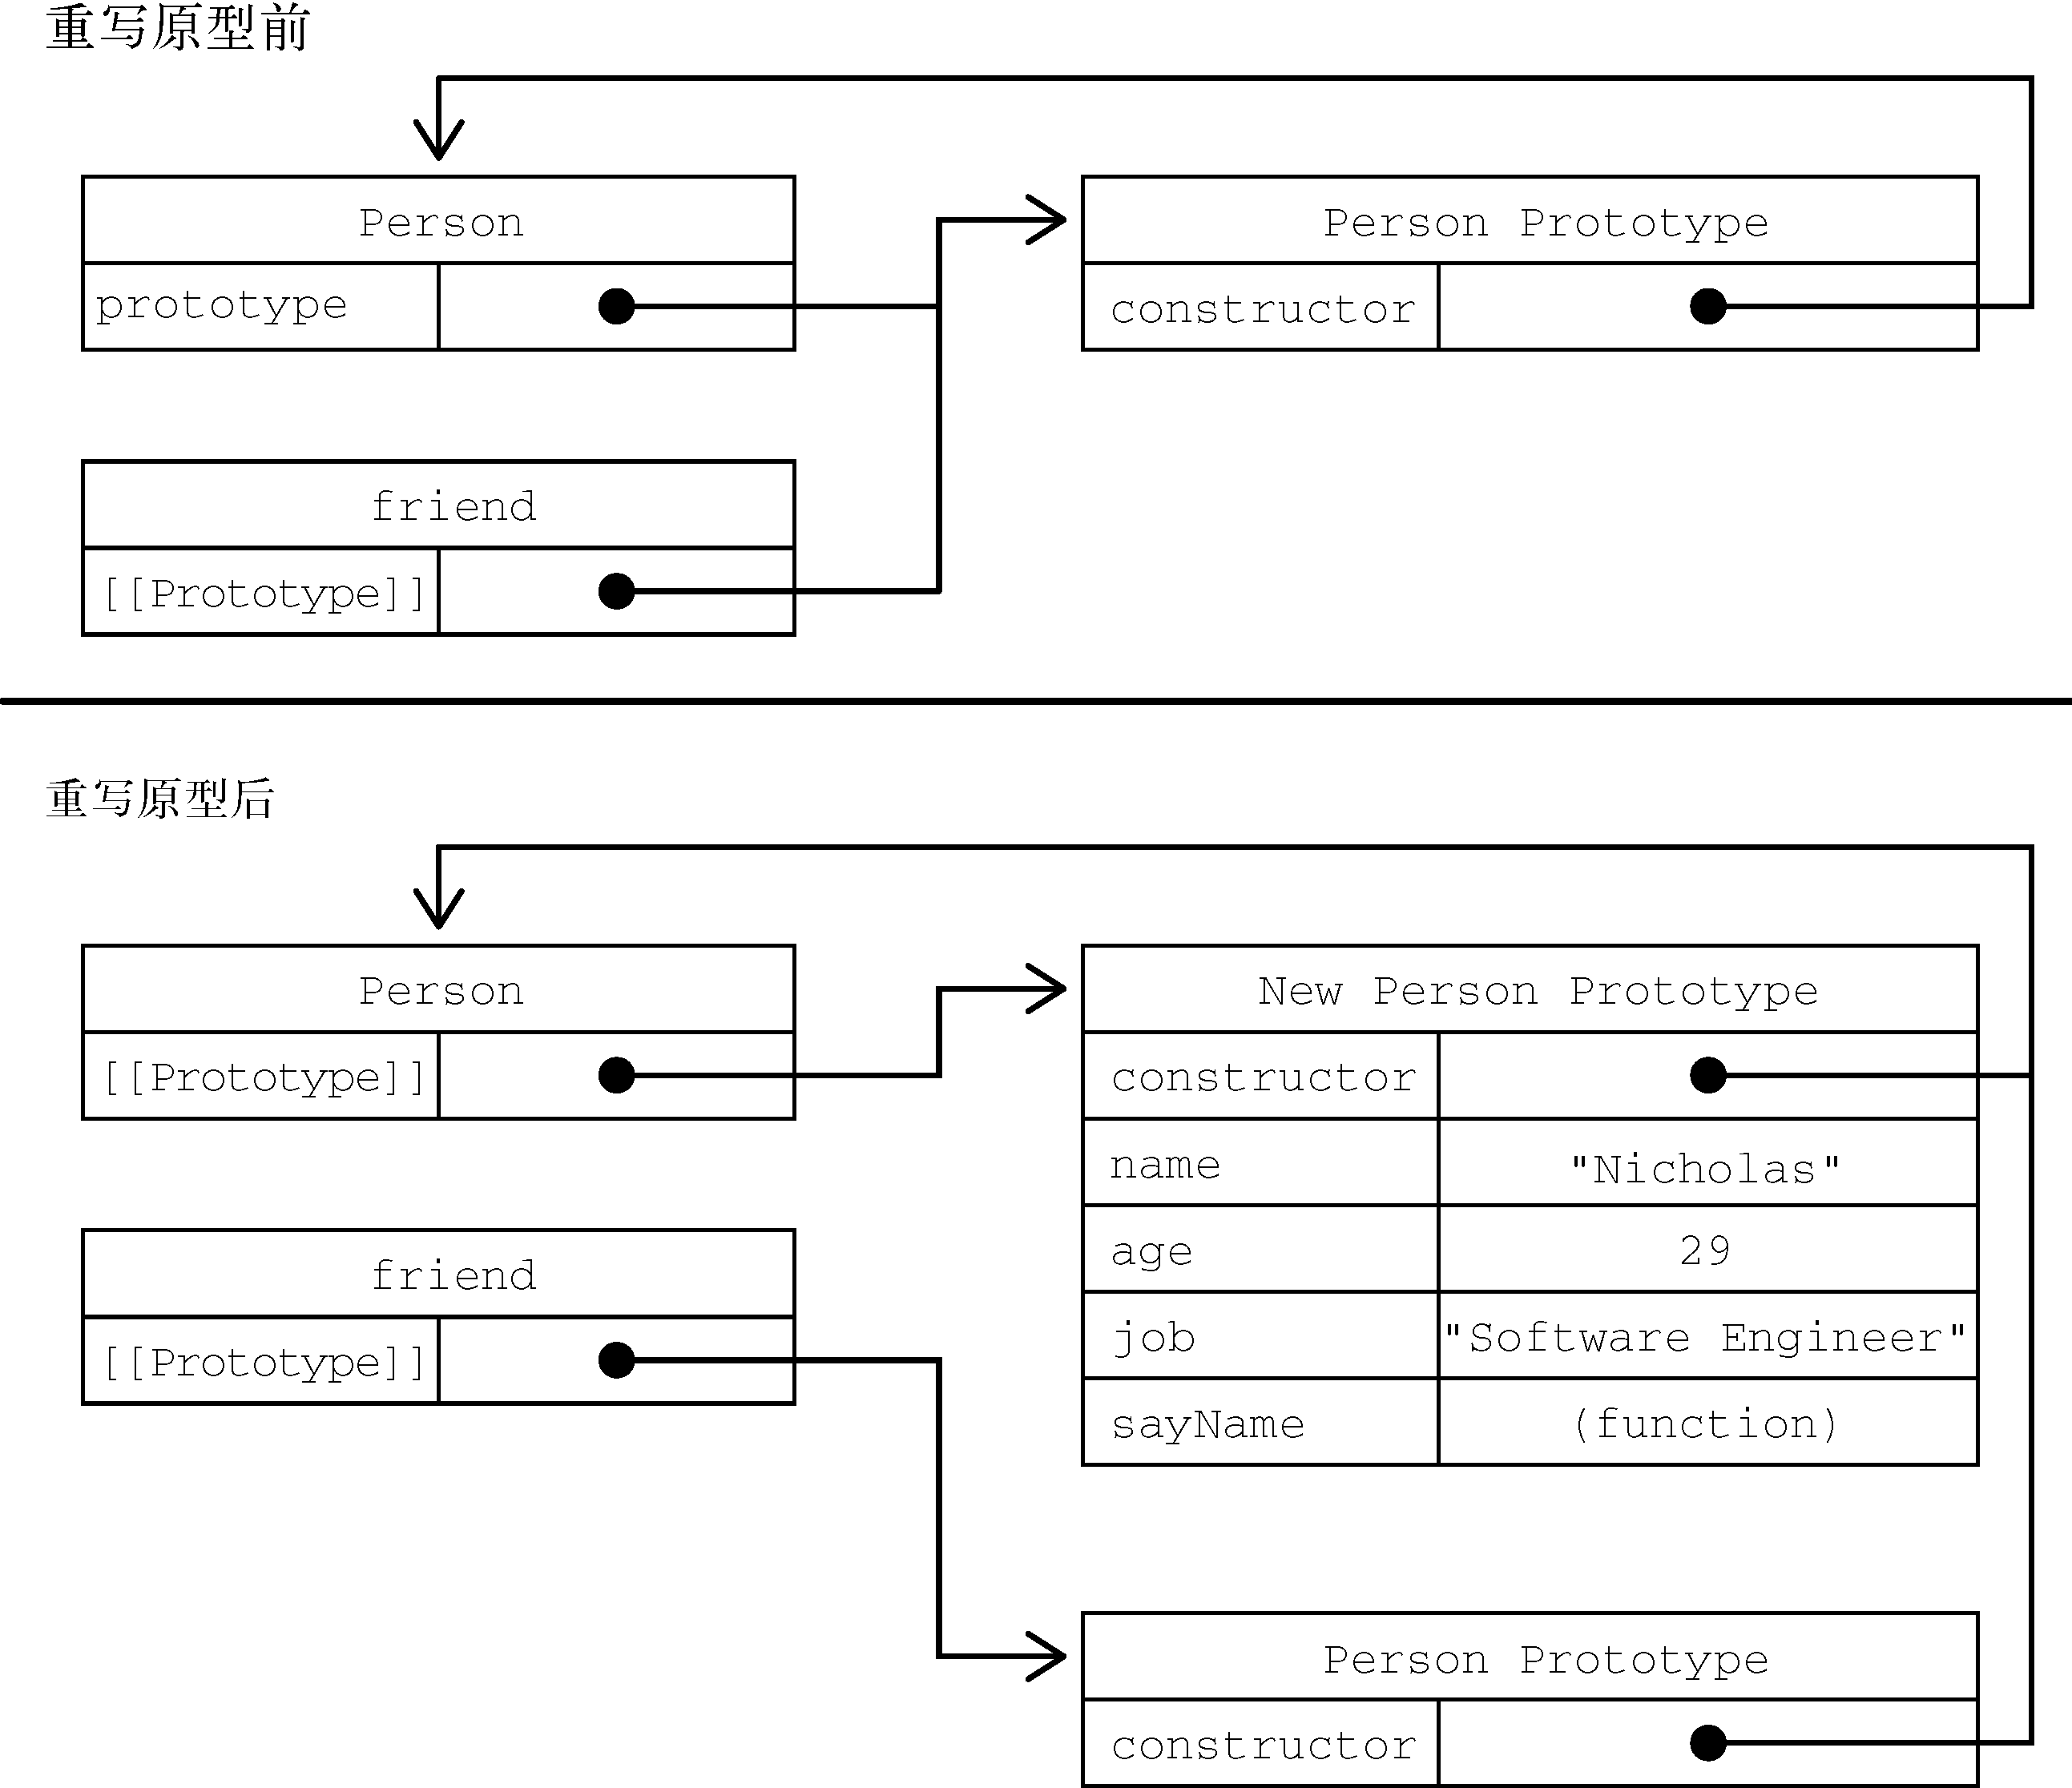 重写原型前
Person
Person Prototype
prototype
constructor
friend
[[Prototype]]
重写原型后
Person
New Person Prototype
[[Prototype]]
constructor
name "Nicholas"
age 29
friend
[[Prototype]]
job "Software Engineer"
sayName (function)
Person Prototype
constructor